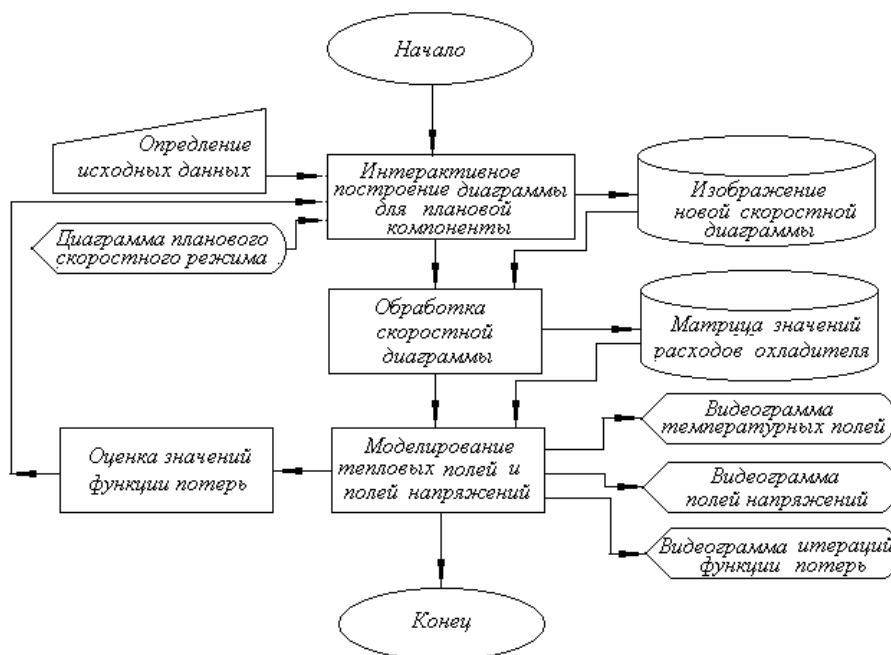 Начало
Опредление
исходных данных
Интерактивное
построение диаграммы
для плановой
компоненты
Изображение
новой скоростной
диаграммы
Диаграмма планового
скоростного режима
Обработка
скоростной
диаграммы
Матрица значений
расходов охладителя
Видеограмма
температурных полей
Оценка значений
функции потерь
Моделирование
тепловых полей и
полей напряжений
Видеограмма
полей напряжений
Видеограмма итераций
функции потерь
Конец